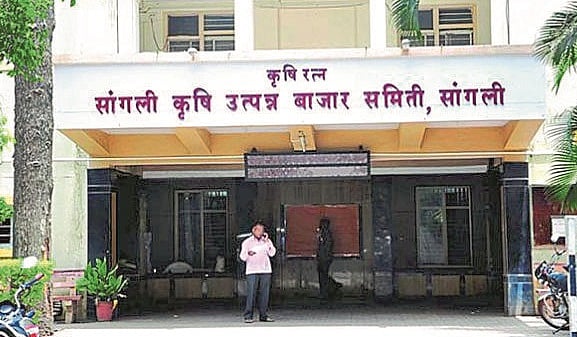 कृषि रत्न
सांगली कृषि उत्पन्न बाजार समिती, सांगली